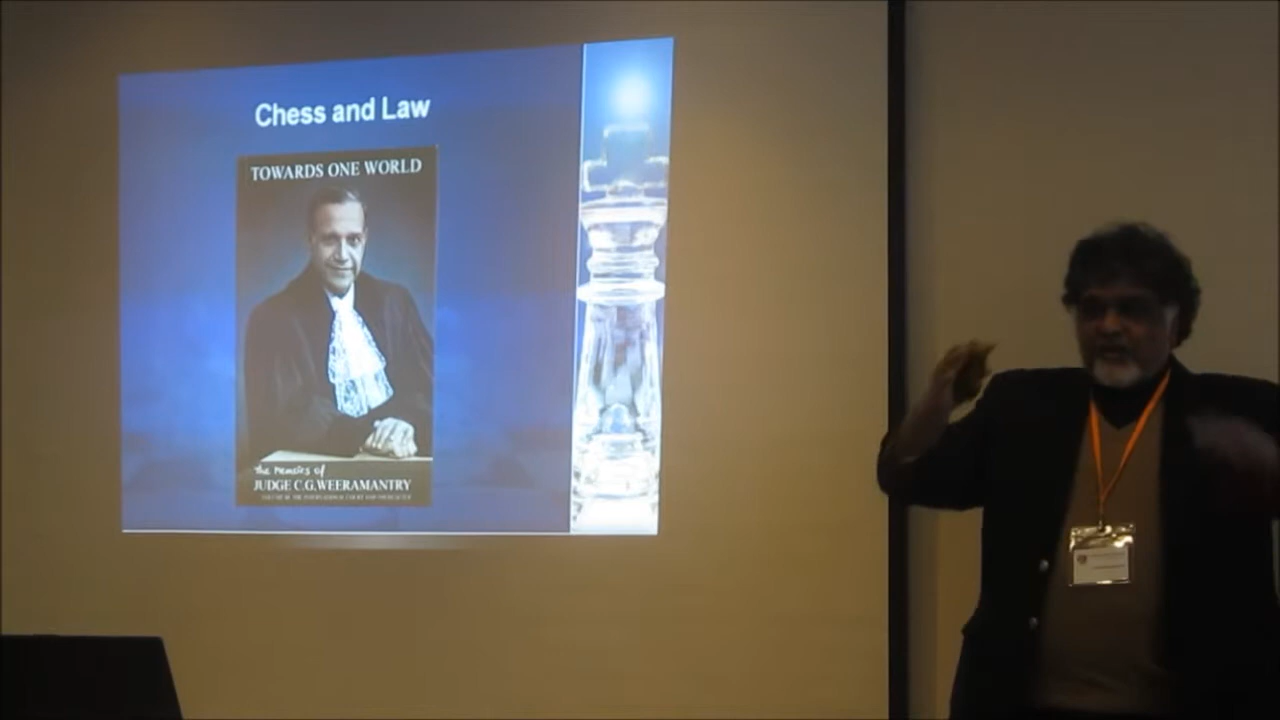 Chess and Law
TOWARDS ONE WORLD
The Memoirs of
JUDGE C.G.WEERAMANTRY